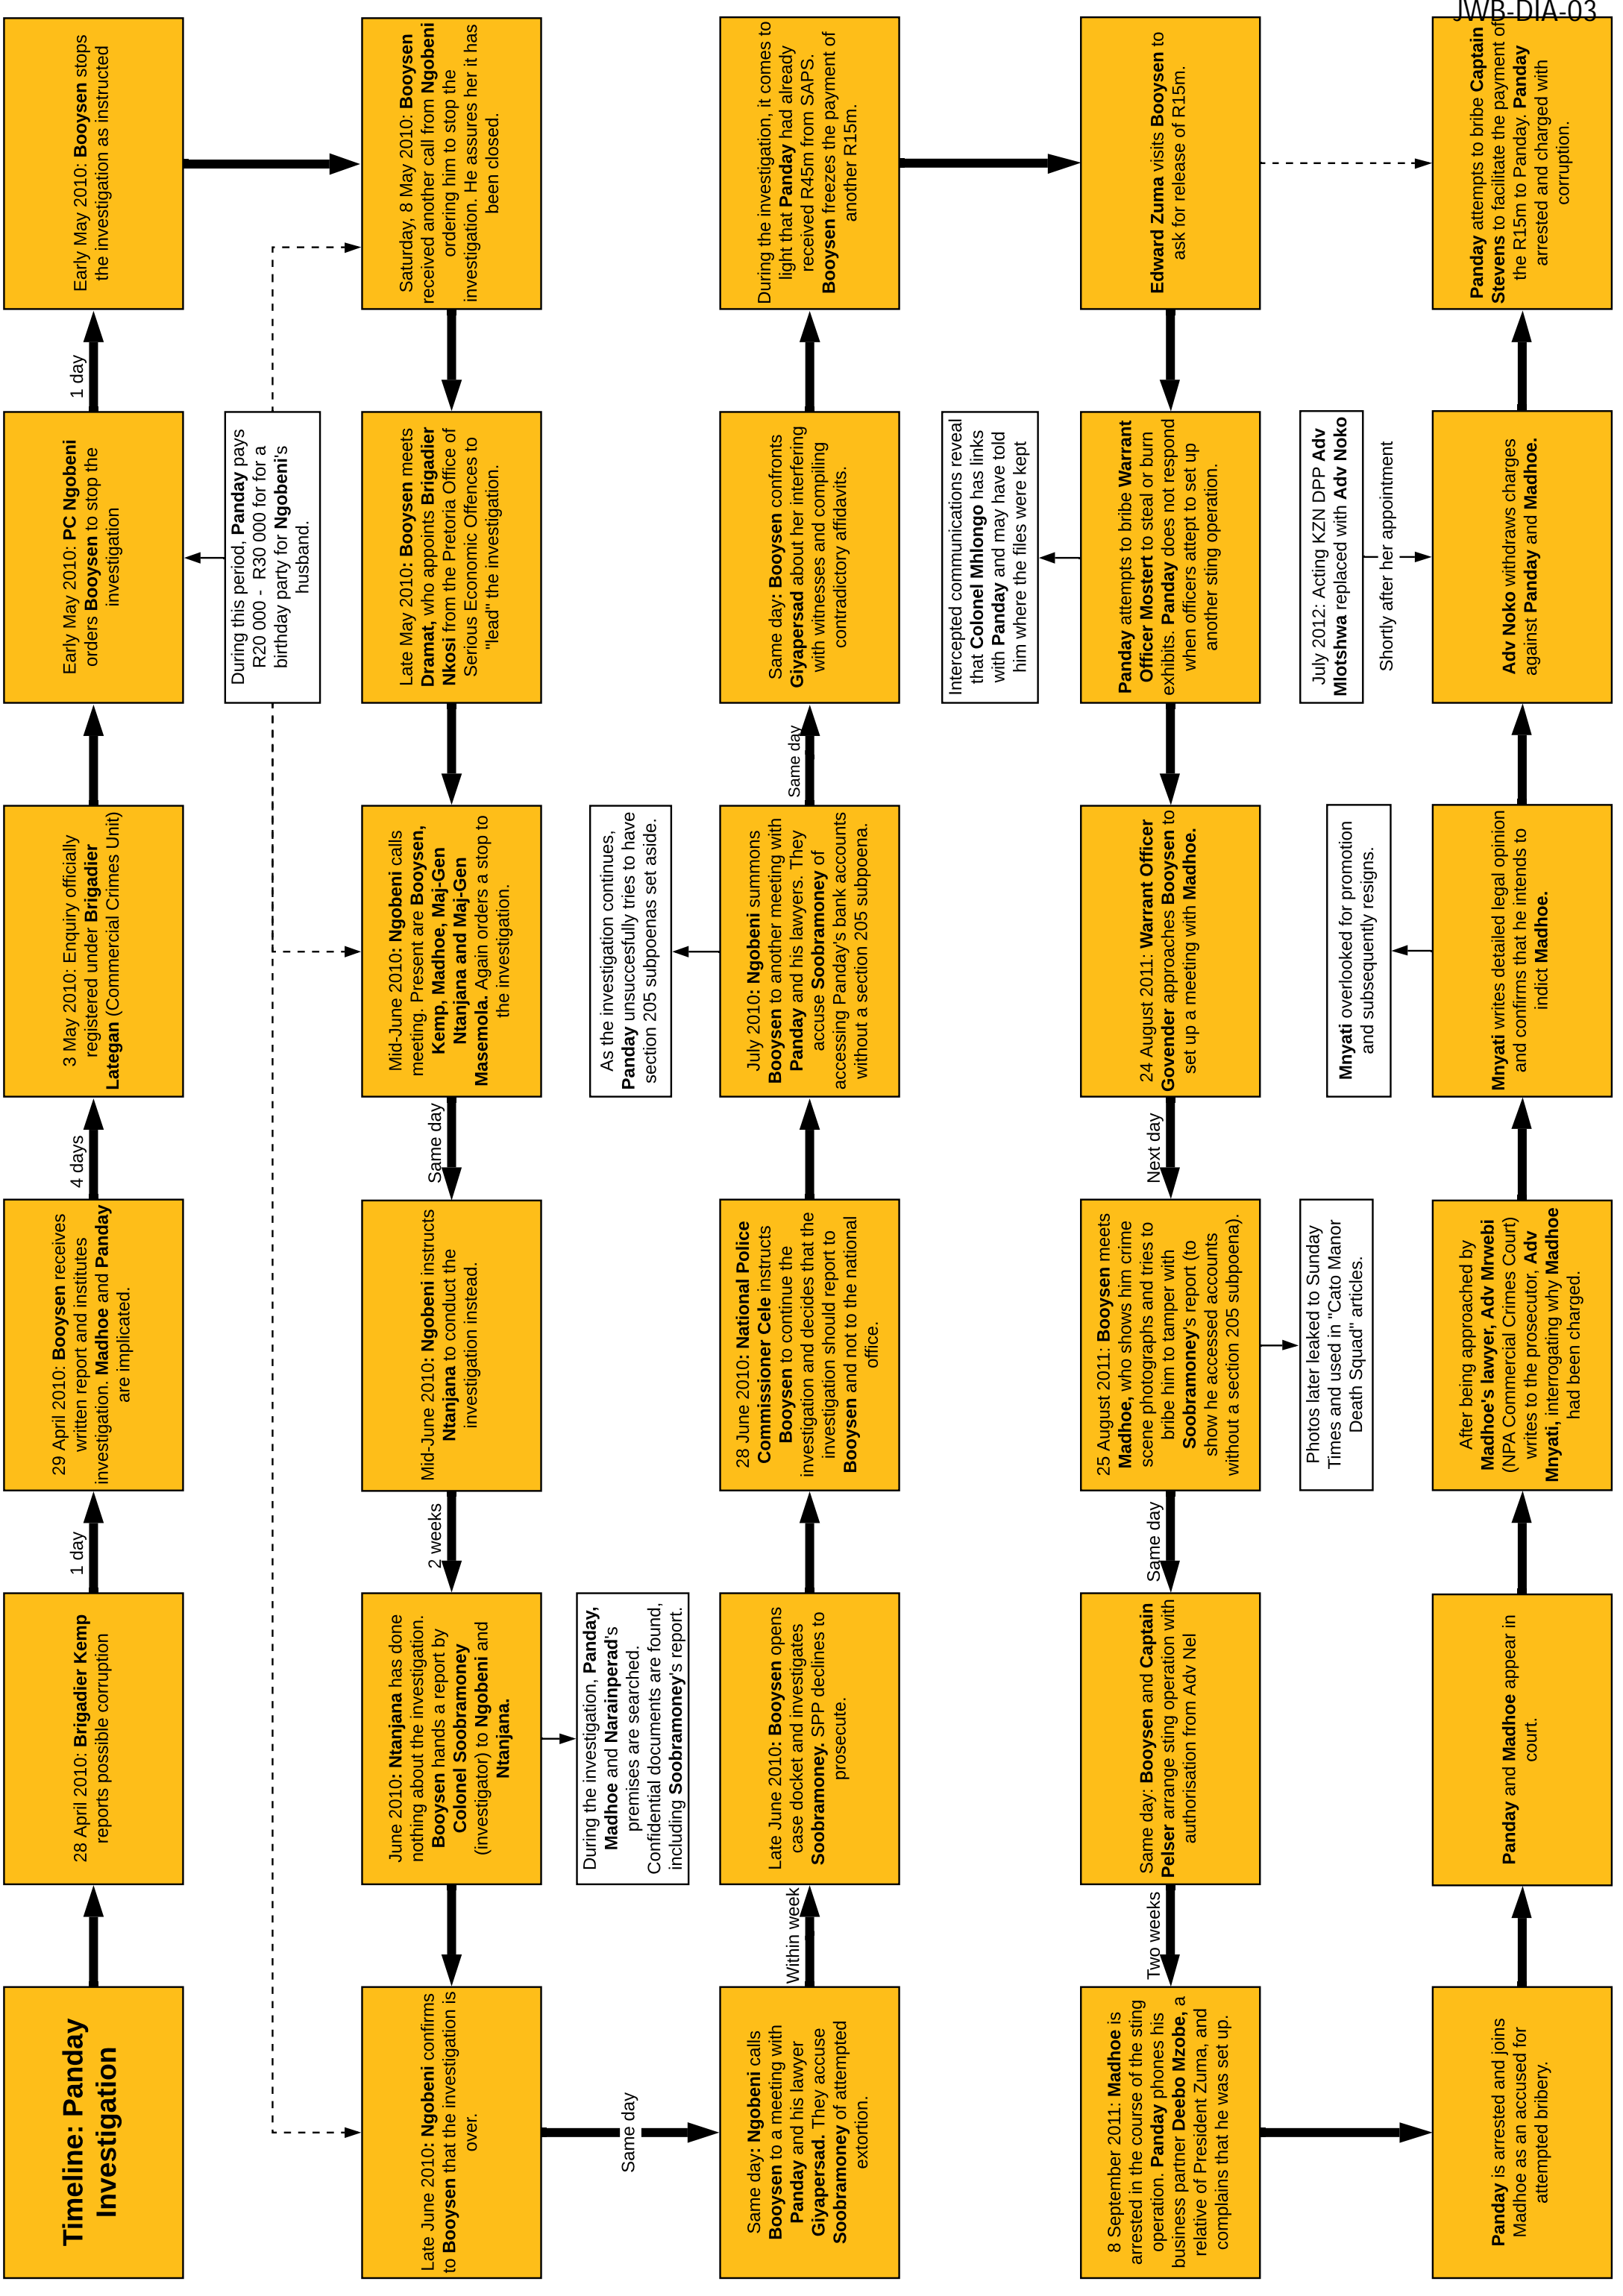 JWB-DIA-03
Timeline: Panday
Investigation
28 April 2010: Brigadier Kemp
reports possible corruption
1 day
29 April 2010: Booysen receives
written report and institutes
investigation. Madhoe and Panday
are implicated.
4 days
3 May 2010: Enquiry officially
registered under Brigadier
Lategan (Commercial Crimes Unit)
Early May 2010: PC Ngobeni
orders Booysen to stop the
investigation
1 day
Early May 2010: Booysen stops
the investigation as instructed
During this period, Panday pays
R20 000 - R30 000 for for a
birthday party for Ngobeni's
husband.
Saturday, 8 May 2010: Booysen
received another call from Ngobeni
ordering him to stop the
investigation. He assures her it has
been closed.
Late May 2010: Booysen meets
Dramat, who appoints Brigadier
Nkosi from the Pretoria Office of
Serious Economic Offences to
"lead" the investigation.
Mid-June 2010: Ngobeni calls
meeting. Present are Booysen,
Kemp, Madhoe, Maj-Gen
Ntanjana and Maj-Gen
Masemola. Again orders a stop to
the investigation.
Same day
Mid-June 2010: Ngobeni instructs
Ntanjana to conduct the
investigation instead.
2 weeks
June 2010: Ntanjana has done
nothing about the investigation.
Booysen hands a report by
Colonel Soobramoney
(investigator) to Ngobeni and
Ntanjana.
During the investigation, Panday,
Madhoe and Narainperad's
premises are searched.
Confidential documents are found,
including Soobramoney's report.
Late June 2010: Ngobeni confirms
to Booysen that the investigation is
over.
Same day
Same day: Ngobeni calls
Booysen to a meeting with
Panday and his lawyer
Giyapersad. They accuse
Soobramoney of attempted
extortion.
Within week
Late June 2010: Booysen opens
case docket and investigates
Soobramoney. SPP declines to
prosecute.
28 June 2010: National Police
Commissioner Cele instructs
Booysen to continue the
investigation and decides that the
investigation should report to
Booysen and not to the national
office.
As the investigation continues,
Panday unsuccesfully tries to have
section 205 subpoenas set aside.
July 2010: Ngobeni summons
Booysen to another meeting with
Panday and his lawyers. They
accuse Soobramoney of
accessing Panday's bank accounts
without a section 205 subpoena.
Same day
Same day: Booysen confronts
Giyapersad about her interfering
with witnesses and compiling
contradictory affidavits.
During the investigation, it comes to
light that Panday had already
received R45m from SAPS.
Booysen freezes the payment of
another R15m.
Edward Zuma visits Booysen to
ask for release of R15m.
Intercepted communications reveal
that Colonel Mhlongo has links
with Panday and may have told
him where the files were kept
Panday attempts to bribe Warrant
Officer Mostert to steal or burn
exhibits. Panday does not respond
when officers attept to set up
another sting operation.
24 August 2011: Warrant Officer
Govender approaches Booysen to
set up a meeting with Madhoe.
Next day
25 August 2011: Booysen meets
Madhoe, who shows him crime
scene photographs and tries to
bribe him to tamper with
Soobramoney's report (to
show he accessed accounts
without a section 205 subpoena).
Photos later leaked to Sunday
Times and used in "Cato Manor
Death Squad" articles.
Same day
Same day: Booysen and Captain
Pelser arrange sting operation with
authorisation from Adv Nel
Two weeks
8 September 2011: Madhoe is
arrested in the course of the sting
operation. Panday phones his
business partner Deebo Mzobe, a
relative of President Zuma, and
complains that he was set up.
Panday is arrested and joins
Madhoe as an accused for
attempted bribery.
Panday and Madhoe appear in
court.
After being approached by
Madhoe's lawyer, Adv Mrwebi
(NPA Commercial Crimes Court)
writes to the prosecutor, Adv
Mnyati, interrogating why Madhoe
had been charged.
Mnyati overlooked for promotion
and subsequently resigns.
Mnyati writes detailed legal opinion
and confirms that he intends to
indict Madhoe.
July 2012: Acting KZN DPP Adv
Mlotshwa replaced with Adv Noko
Shortly after her appointment
Adv Noko withdraws charges
against Panday and Madhoe.
Panday attempts to bribe Captain
Stevens to facilitate the payment of
the R15m to Panday. Panday
arrested and charged with
corruption.